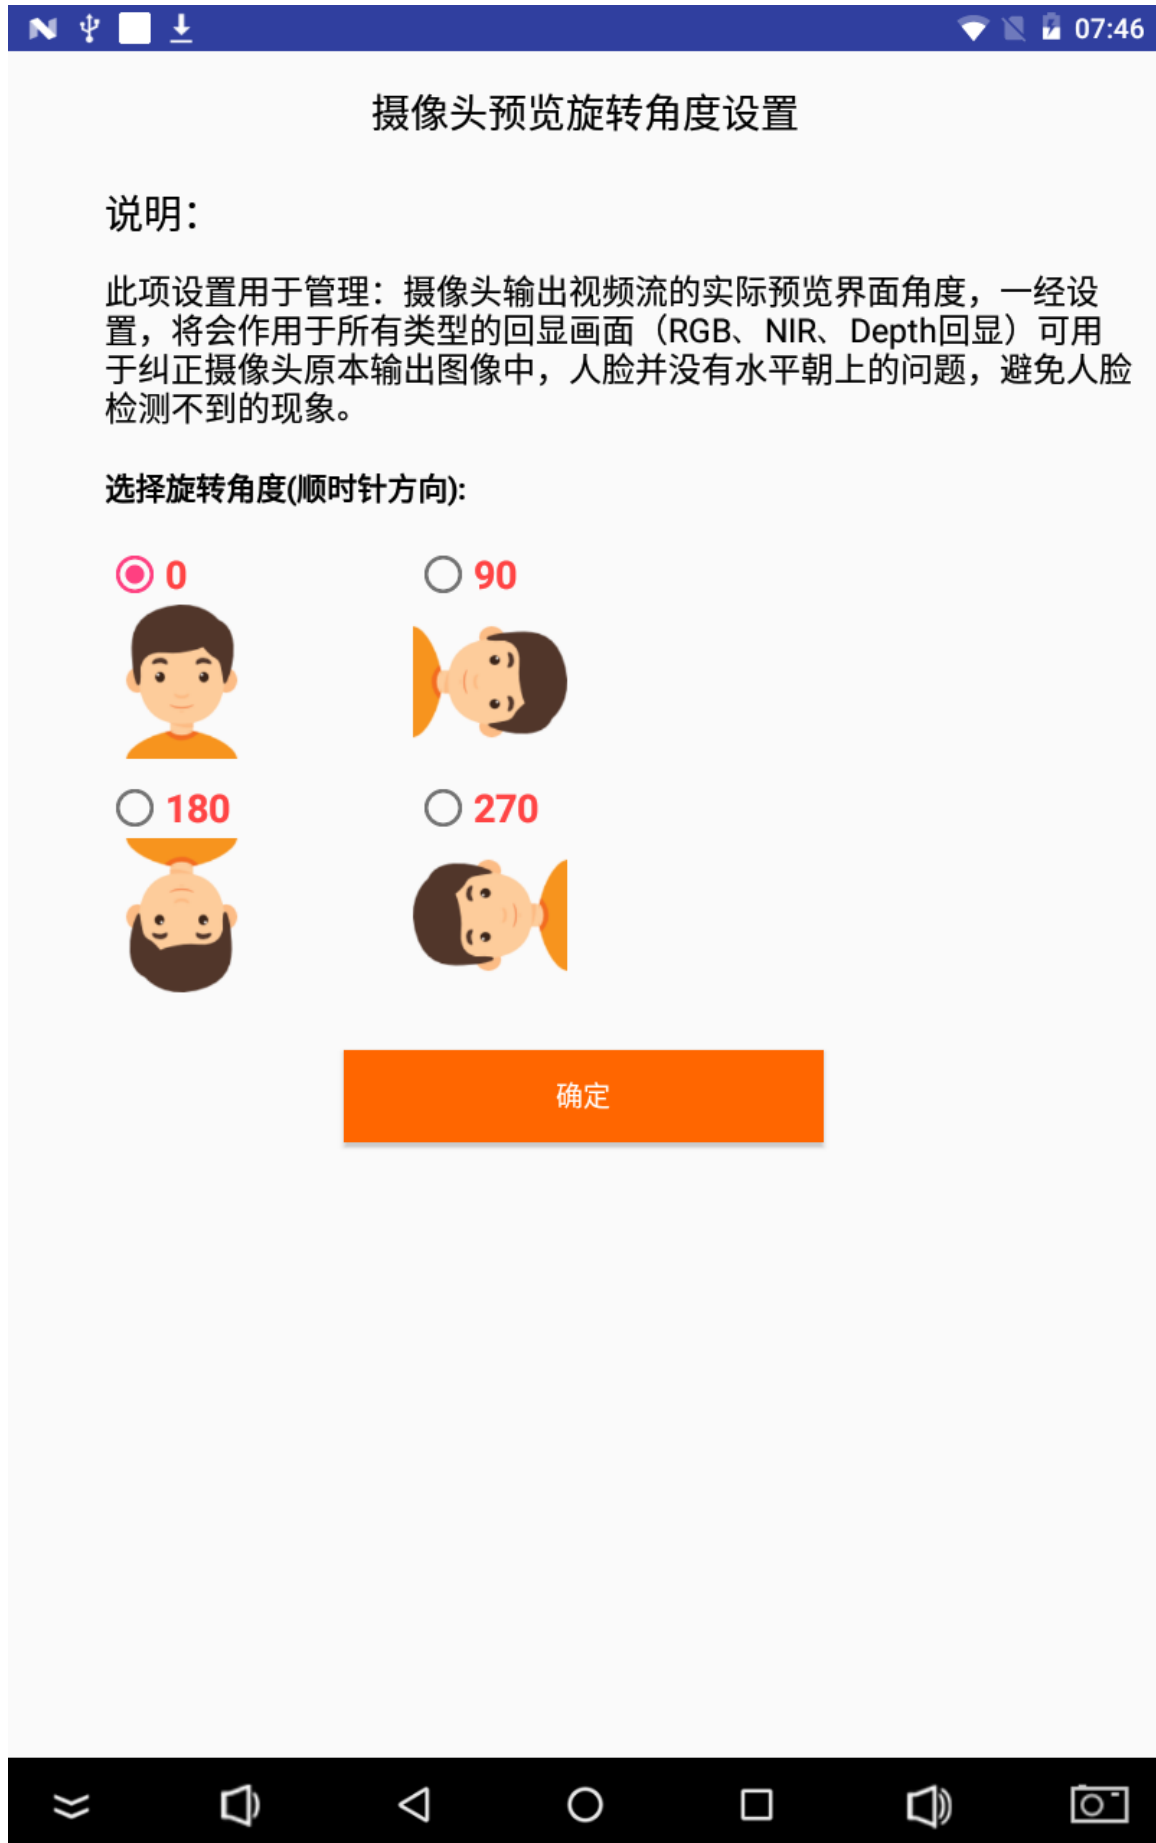 07:46
摄像头预览旋转角度设置
说明：
此项设置用于管理：摄像头输出视频流的实际预览界面角度，一经设
置，将会作用于所有类型的回显画面（RGB、NIR、Depth回显）可用
于纠正摄像头原本输出图像中，人脸并没有水平朝上的问题，避免人脸
检测不到的现象。
选择旋转角度(顺时针方向):
0
90
180
270
确定